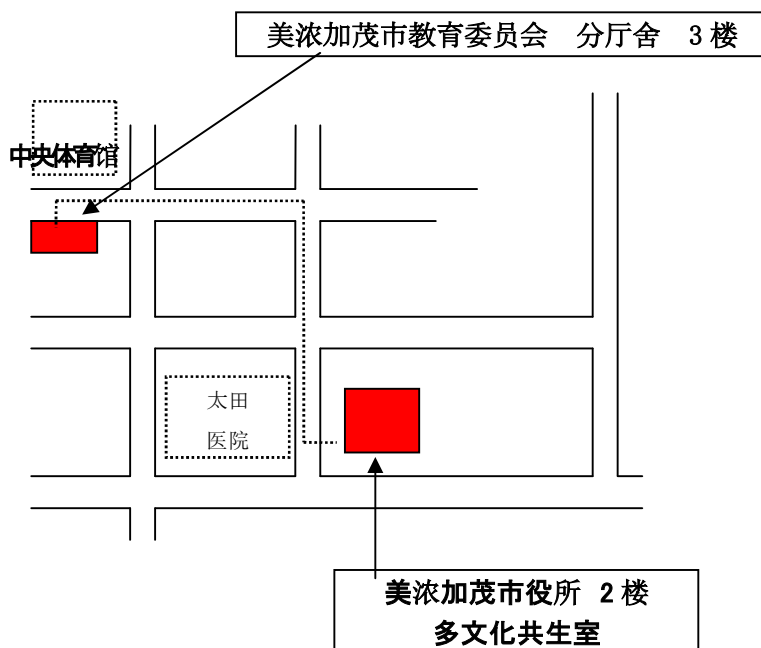 美浓加茂市教育委员会　分厅舍　3 楼
中央体育馆
太田
医院
美浓加茂市役所 2 楼
多文化共生室